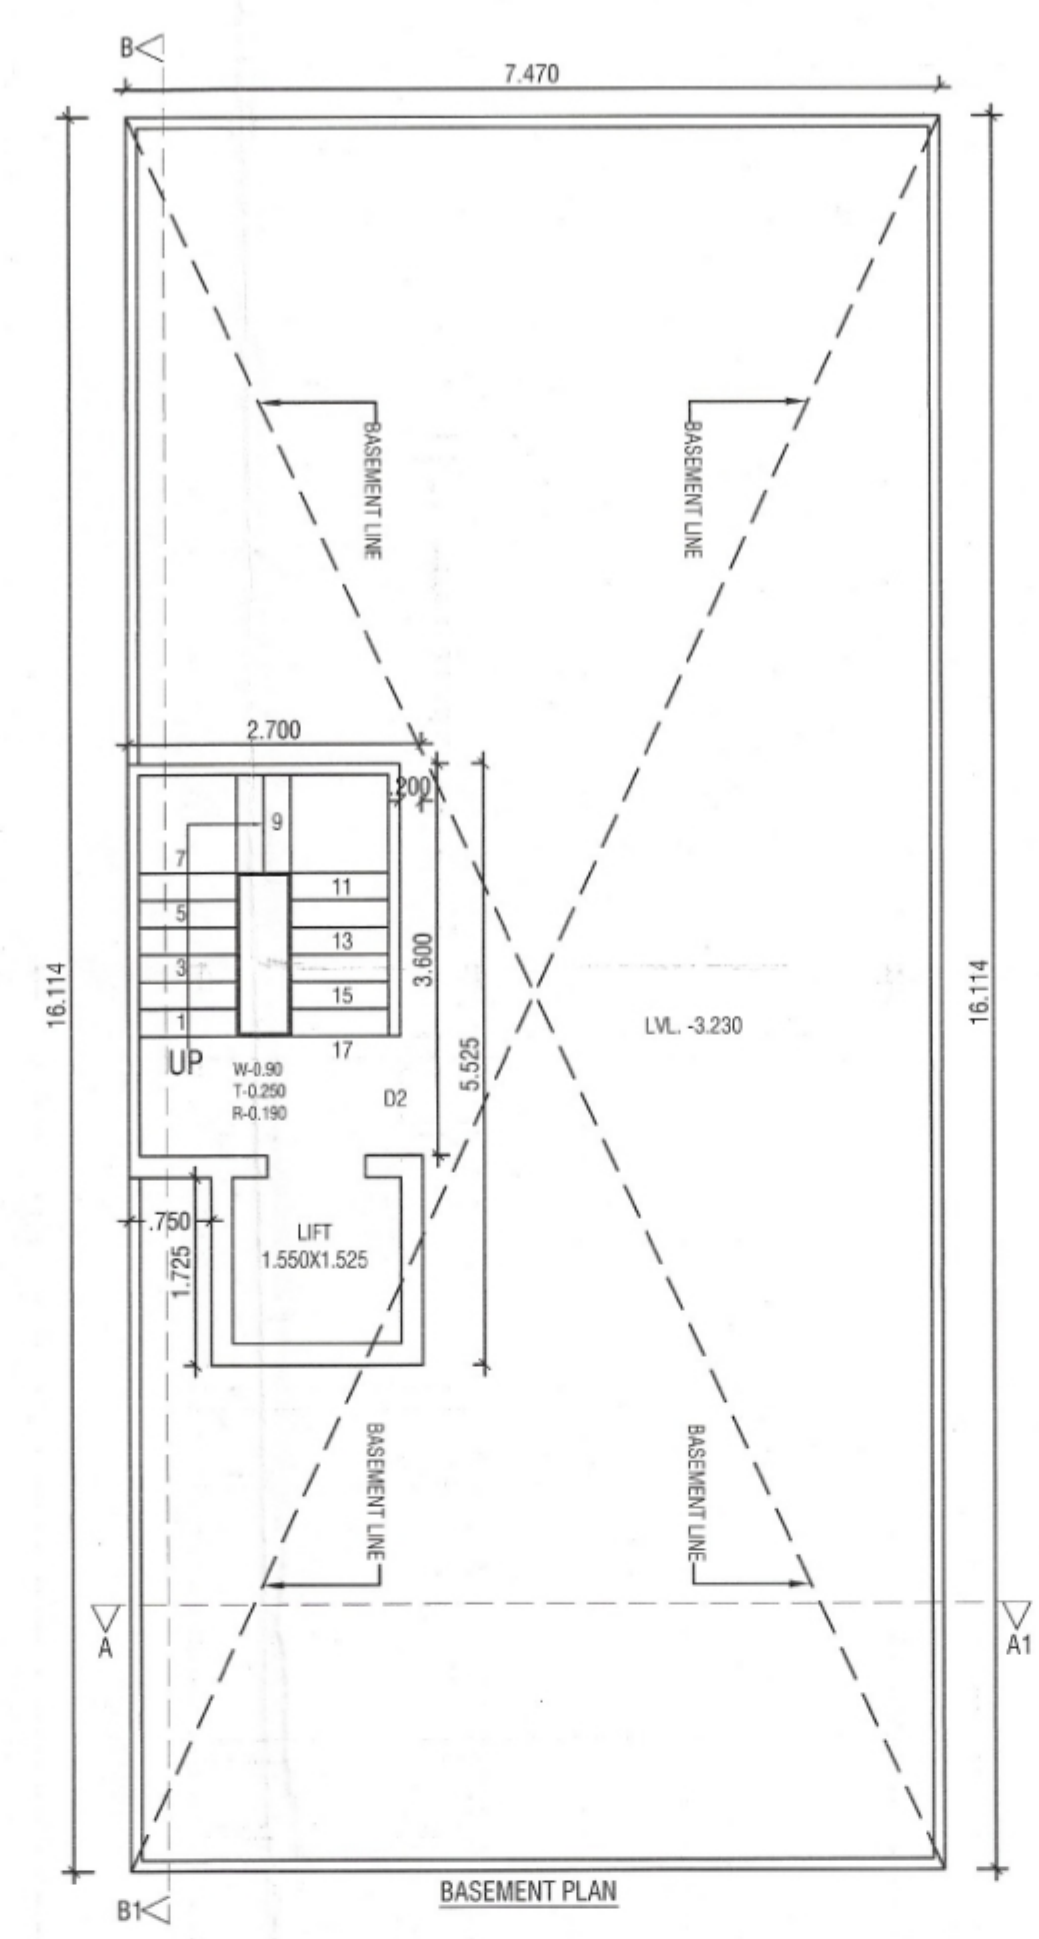 B
7.470
BASEMENT LINE
BASEMENT LINE
2.700
.200
9
7
11
5
13
3
15
1
17
3.600
5.525
16.114
16.114
LVL. -3.230
UP
W-0.90
T-0.250
R-0.190
D2
.750
1.725
LIFT
1.550X1.525
BASEMENT LINE
BASEMENT LINE
A
A1
BASEMENT PLAN
B1